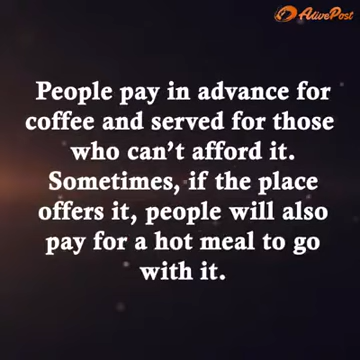 AlivePost
People pay in advance for
coffee and served for those
who can't afford it.
Sometimes, if the place
offers it, people will also
pay for a hot meal to go
with it.